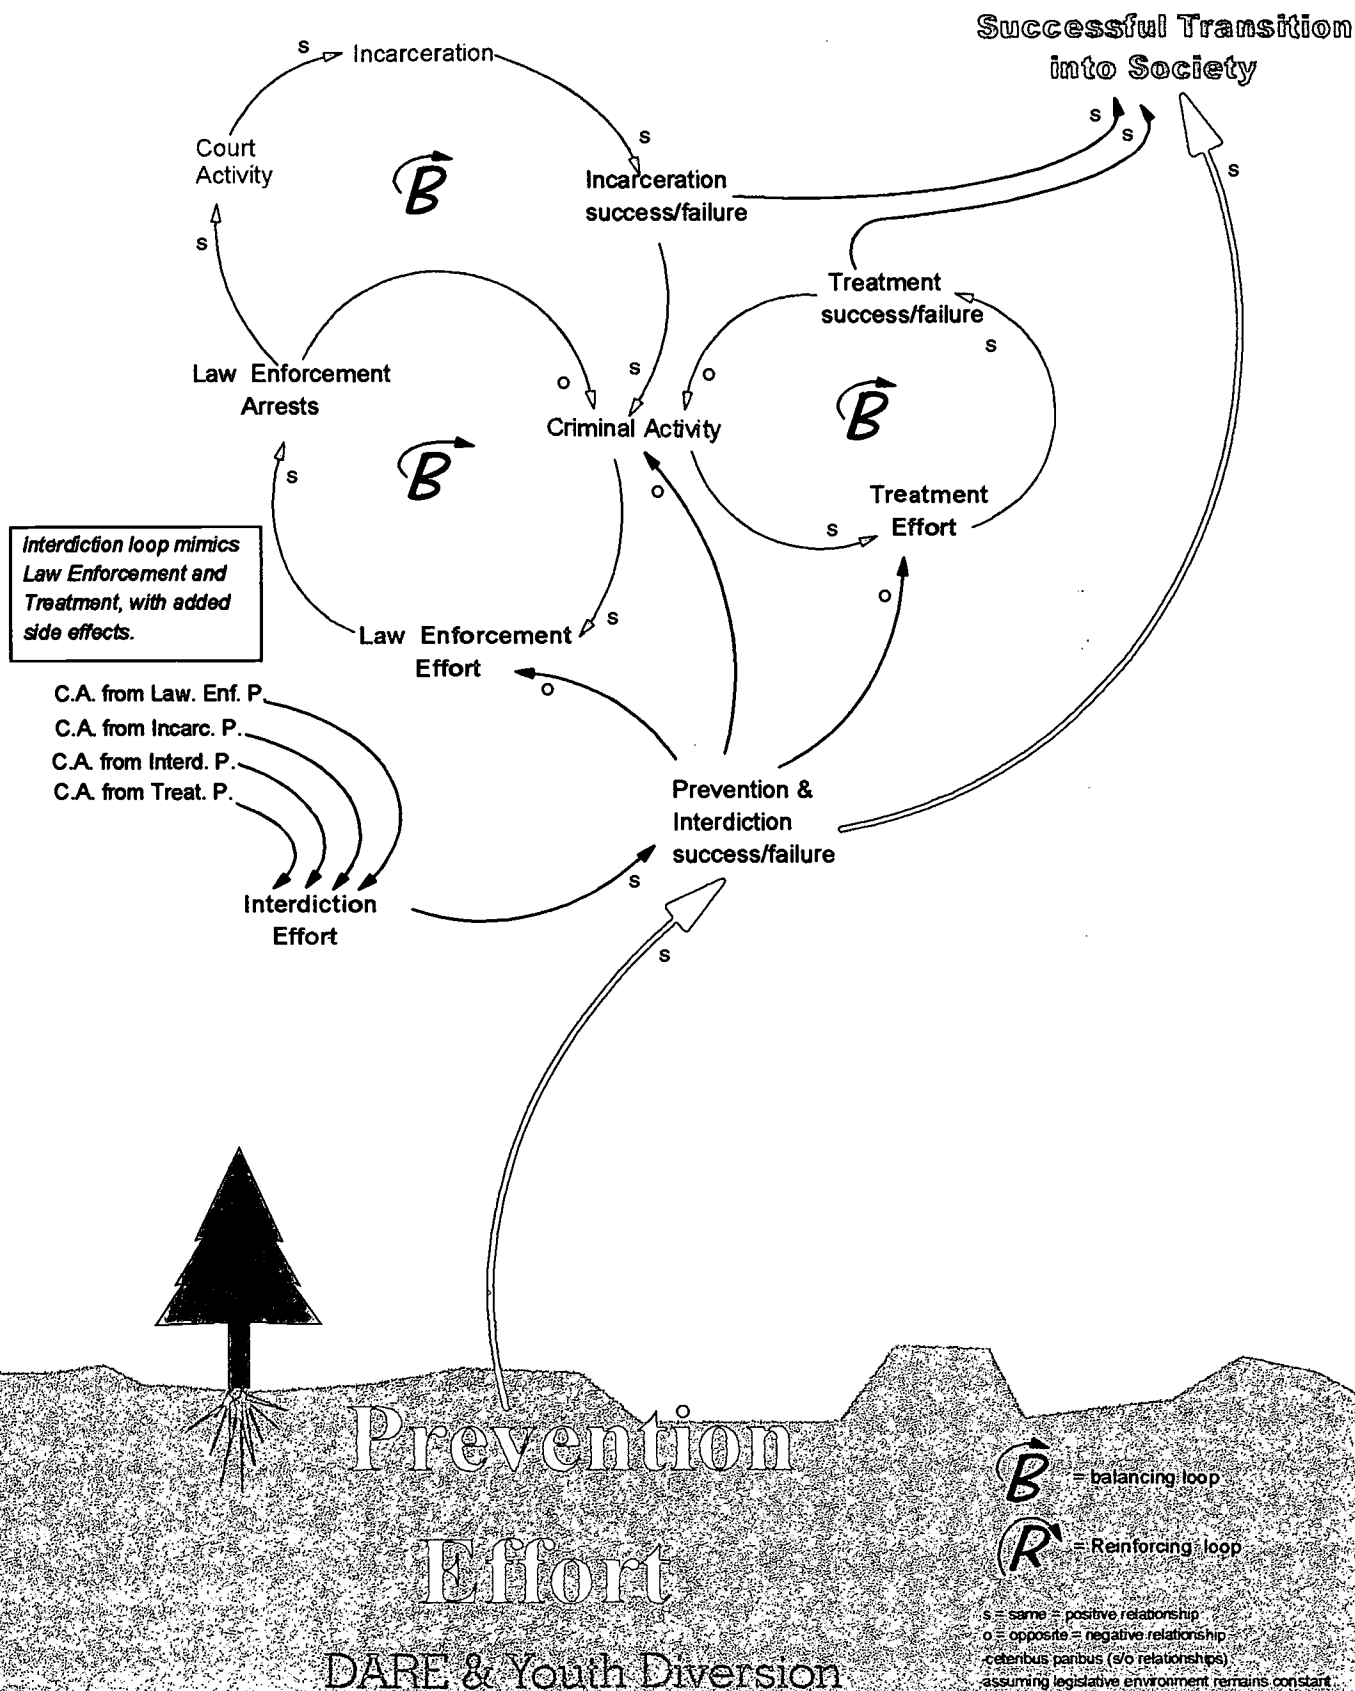 Successful Transition
into Society
s
Incarceration
s
s
s
Court
Activity
B
Incarceration
success/failure
s
s
Treatment
success/failure
s
Law Enforcement
Arrests
o
s
o
B
Criminal Activity
B
s
o
Treatment
Effort
s
Interdiction loop mimics
Law Enforcement and
Treatment, with added
side effects.
o
s
Law Enforcement
Effort
o
C.A. from Law. Enf. P.
C.A. from Incarc. P.
C.A. from Interd. P.
C.A. from Treat. P.
Prevention &
Interdiction
success/failure
s
Interdiction
Effort
s
o
Prevention
Effort
DARE & Youth Diversion
B = balancing loop
R = Reinforcing loop
s = same = positive relationship
o = opposite = negative relationship
-ceteribus paribus (s/o relationships)
-assuming legislative environment remains constant